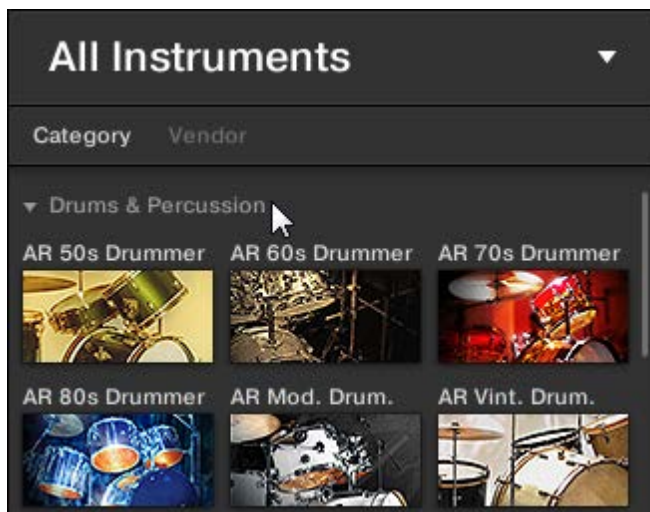 All Instruments
Category Vendor
Drums & Percussion
AR 50s Drummer AR 60s Drummer AR 70s Drummer
AR 80s Drummer AR Mod. Drum. AR Vint. Drum.